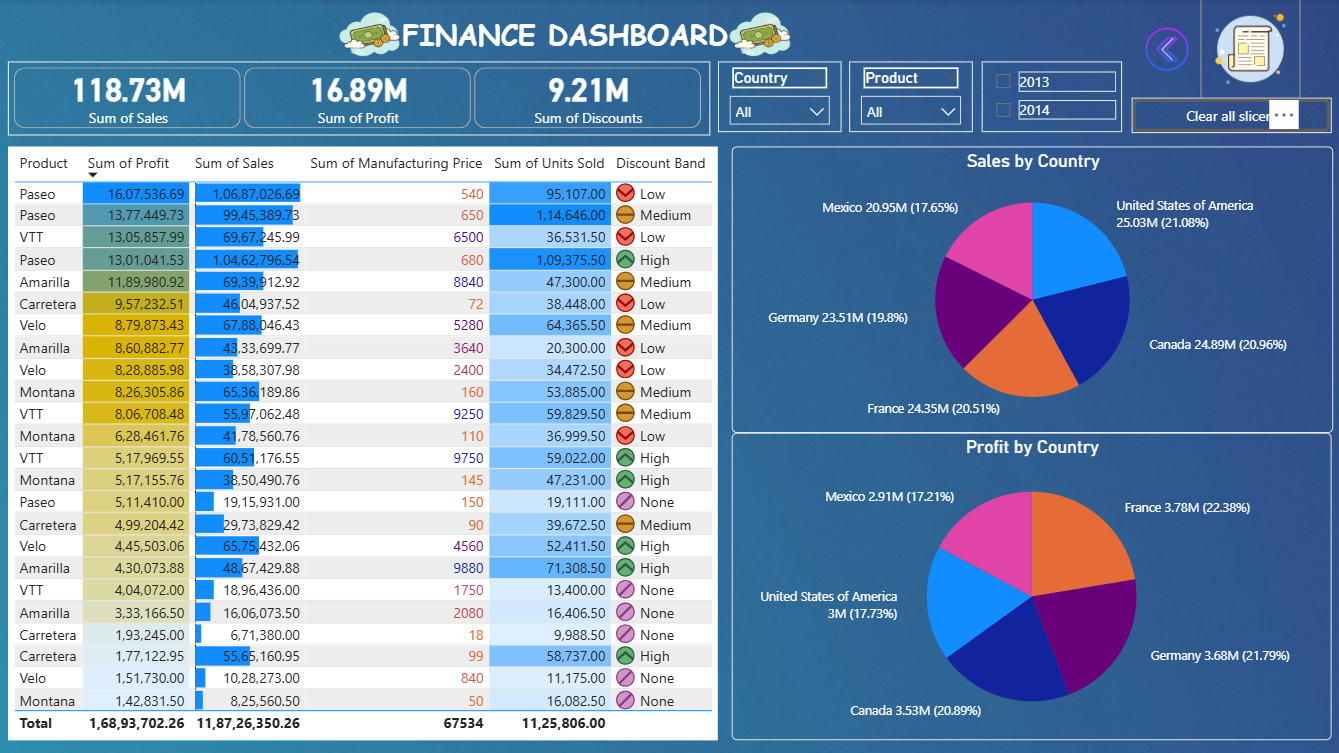 FINANCE DASHBOARD
118.73M
Sum of Sales
16.89M
Sum of Profit
9.21M
Sum of Discounts
Country
All
Product
All
2013
2014
Clear all slicer
Product Sum of Profit Sum of Sales Sum of Manufacturing Price Sum of Units Sold Discount Band
Paseo 16,07,536.69 1,06,87,026.69 540 95,107.00 Low
Paseo 13,77,449.73 99,45,389.73 650 1,14,646.00 Medium
VTT 13,05,857.99 69,67,245.99 6500 36,531.50 Low
Paseo 13,01,041.53 1,04,62,796.54 680 1,09,375.50 High
Amarilla 11,89,980.92 69,39,912.92 8840 47,300.00 Medium
Carretera 9,57,232.51 46,04,937.52 72 38,448.00 Low
Velo 8,79,873.43 67,88,046.43 5280 64,365.50 Medium
Amarilla 8,60,882.77 43,33,699.77 3640 20,300.00 Low
Velo 8,28,885.98 38,58,307.98 2400 34,472.50 Low
Montana 8,26,305.86 65,36,189.86 160 53,885.00 Medium
VTT 8,06,708.48 55,97,062.48 9250 59,829.50 Medium
Montana 6,28,461.76 41,78,560.76 110 36,999.50 Low
VTT 5,17,969.55 60,51,176.55 9750 59,022.00 High
Montana 5,17,155.76 38,50,490.76 145 47,231.00 High
Paseo 5,11,410.00 19,15,931.00 150 19,111.00 None
Carretera 4,99,204.42 29,73,829.42 90 39,672.50 Medium
Velo 4,45,503.06 65,75,432.06 4560 52,411.50 High
Amarilla 4,30,073.88 48,67,429.88 9880 71,308.50 High
VTT 4,04,072.00 18,96,436.00 1750 13,400.00 None
Amarilla 3,33,166.50 16,06,073.50 2080 16,406.50 None
Carretera 1,93,245.00 6,71,380.00 18 9,988.50 None
Carretera 1,77,122.95 55,65,160.95 99 58,737.00 High
Velo 1,51,730.00 10,28,273.00 840 11,175.00 None
Montana 1,42,831.50 8,25,560.50 50 16,082.50 None
Total 1,68,93,702.26 11,87,26,350.26 67534 11,25,806.00
Sales by Country
Mexico 20.95M (17.65%)
United States of America
25.03M (21.08%)
Germany 23.51M (19.8%)
Canada 24.89M (20.96%)
France 24.35M (20.51%)
Profit by Country
Mexico 2.91M (17.21%)
France 3.78M (22.38%)
United States of America
3M (17.73%)
Germany 3.68M (21.79%)
Canada 3.53M (20.89%)